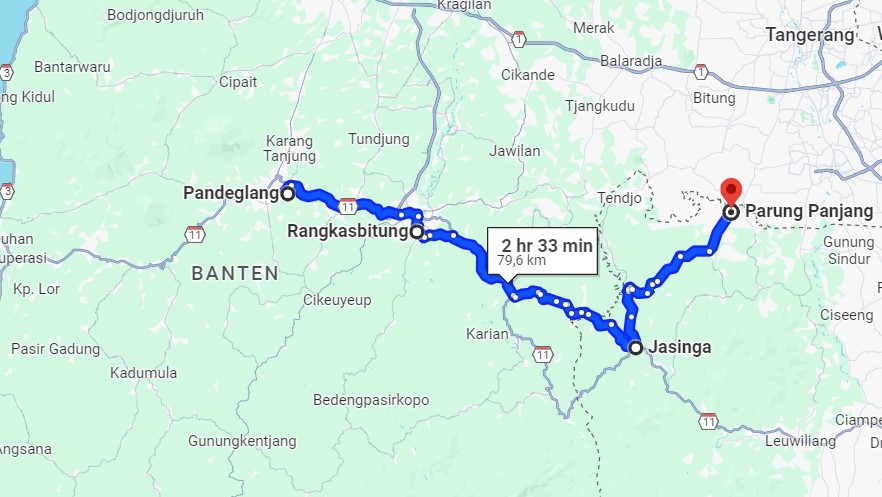 Kragilan
Bodjongdjuruh
Merak
1
Tangerang
3
Bantarwaru
Balaradja
Cipait
Cikande
1
ng Kidul
Bitung
Tjangkudu
Karang
Tanjung
Tundjung
Jawilan
3
Pandeglang
11
Tendjo
Parung Panjang
Rangkasbitung
11
uhan
uperasi
2 hr 33 min
79,6 km
Gunung
Sindur
BANTEN
Kp. Lor
Cikeuyeup
Ciseeng
Karian
Pasir Gadung
11
Jasinga
Kadumula
Bedengpasirkopo
Ciampe
11
Angsana
Gunungkentjang
Leuwiliang